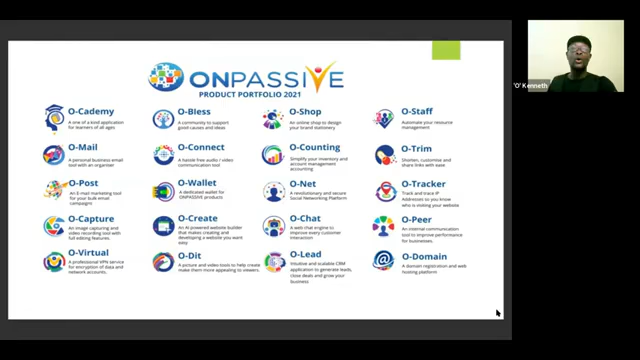 ONPASSIVE
PRODUCT PORTFOLIO 2021
O-Cademy
A one of a kind application
for learners of all ages
O-Mail
A personal business email
tool with an organiser
O-Post
An E-mail marketing tool
for your bulk email
campaigns
O-Capture
An image capturing and
video recording tool with
full editing features.
O-Virtual
A professional VPN service
for encryption of data and
network accounts.
O-Bless
A community to support
good causes and ideas
O-Connect
A hassle free audio / video
communication tool
O-Wallet
A dedicated wallet for
ONPASSIVE products
O-Create
An AI powered website builder
that makes creating and
developing a website you want
easy
O-Dit
A picture and video tools to help create
make them more appealing to viewers.
O-Shop
An online shop to design
your brand stationery
O-Counting
Simplify your inventory and
account management
accounting
O-Net
A revolutionary and secure
Social Networking Platform
O-Chat
A web chat engine to
improve every customer
interaction
O-Lead
Intuitive and scalable CRM
application to generate leads,
close deals and grow your
business
O-Staff
Automate your resource
management.
O-Trim
Shorten, customise and
share links with ease
O-Tracker
Track and trace IP
Addresses so you know
who is visiting your website
O-Peer
An internal communication
tool to improve performance
for businesses.
O-Domain
A domain registration and web
hosting platform
'O' Kenneth